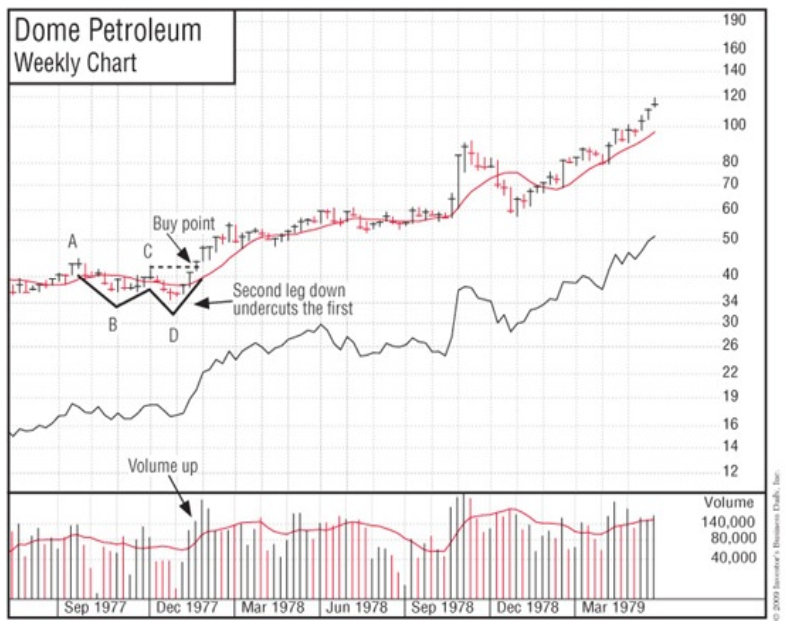 Dome Petroleum
Weekly Chart
190
160
140
120
100
80
70
60
50
40
34
30
26
22
19
16
14
12
A
B
C
D
Buy point
Second leg down
undercuts the first
Volume up
Volume
140,000
80,000
40,000
Sep 1977
Dec 1977
Mar 1978
Jun 1978
Sep 1978
Dec 1978
Mar 1979
© 2009 Investor's Business Daily, Inc.